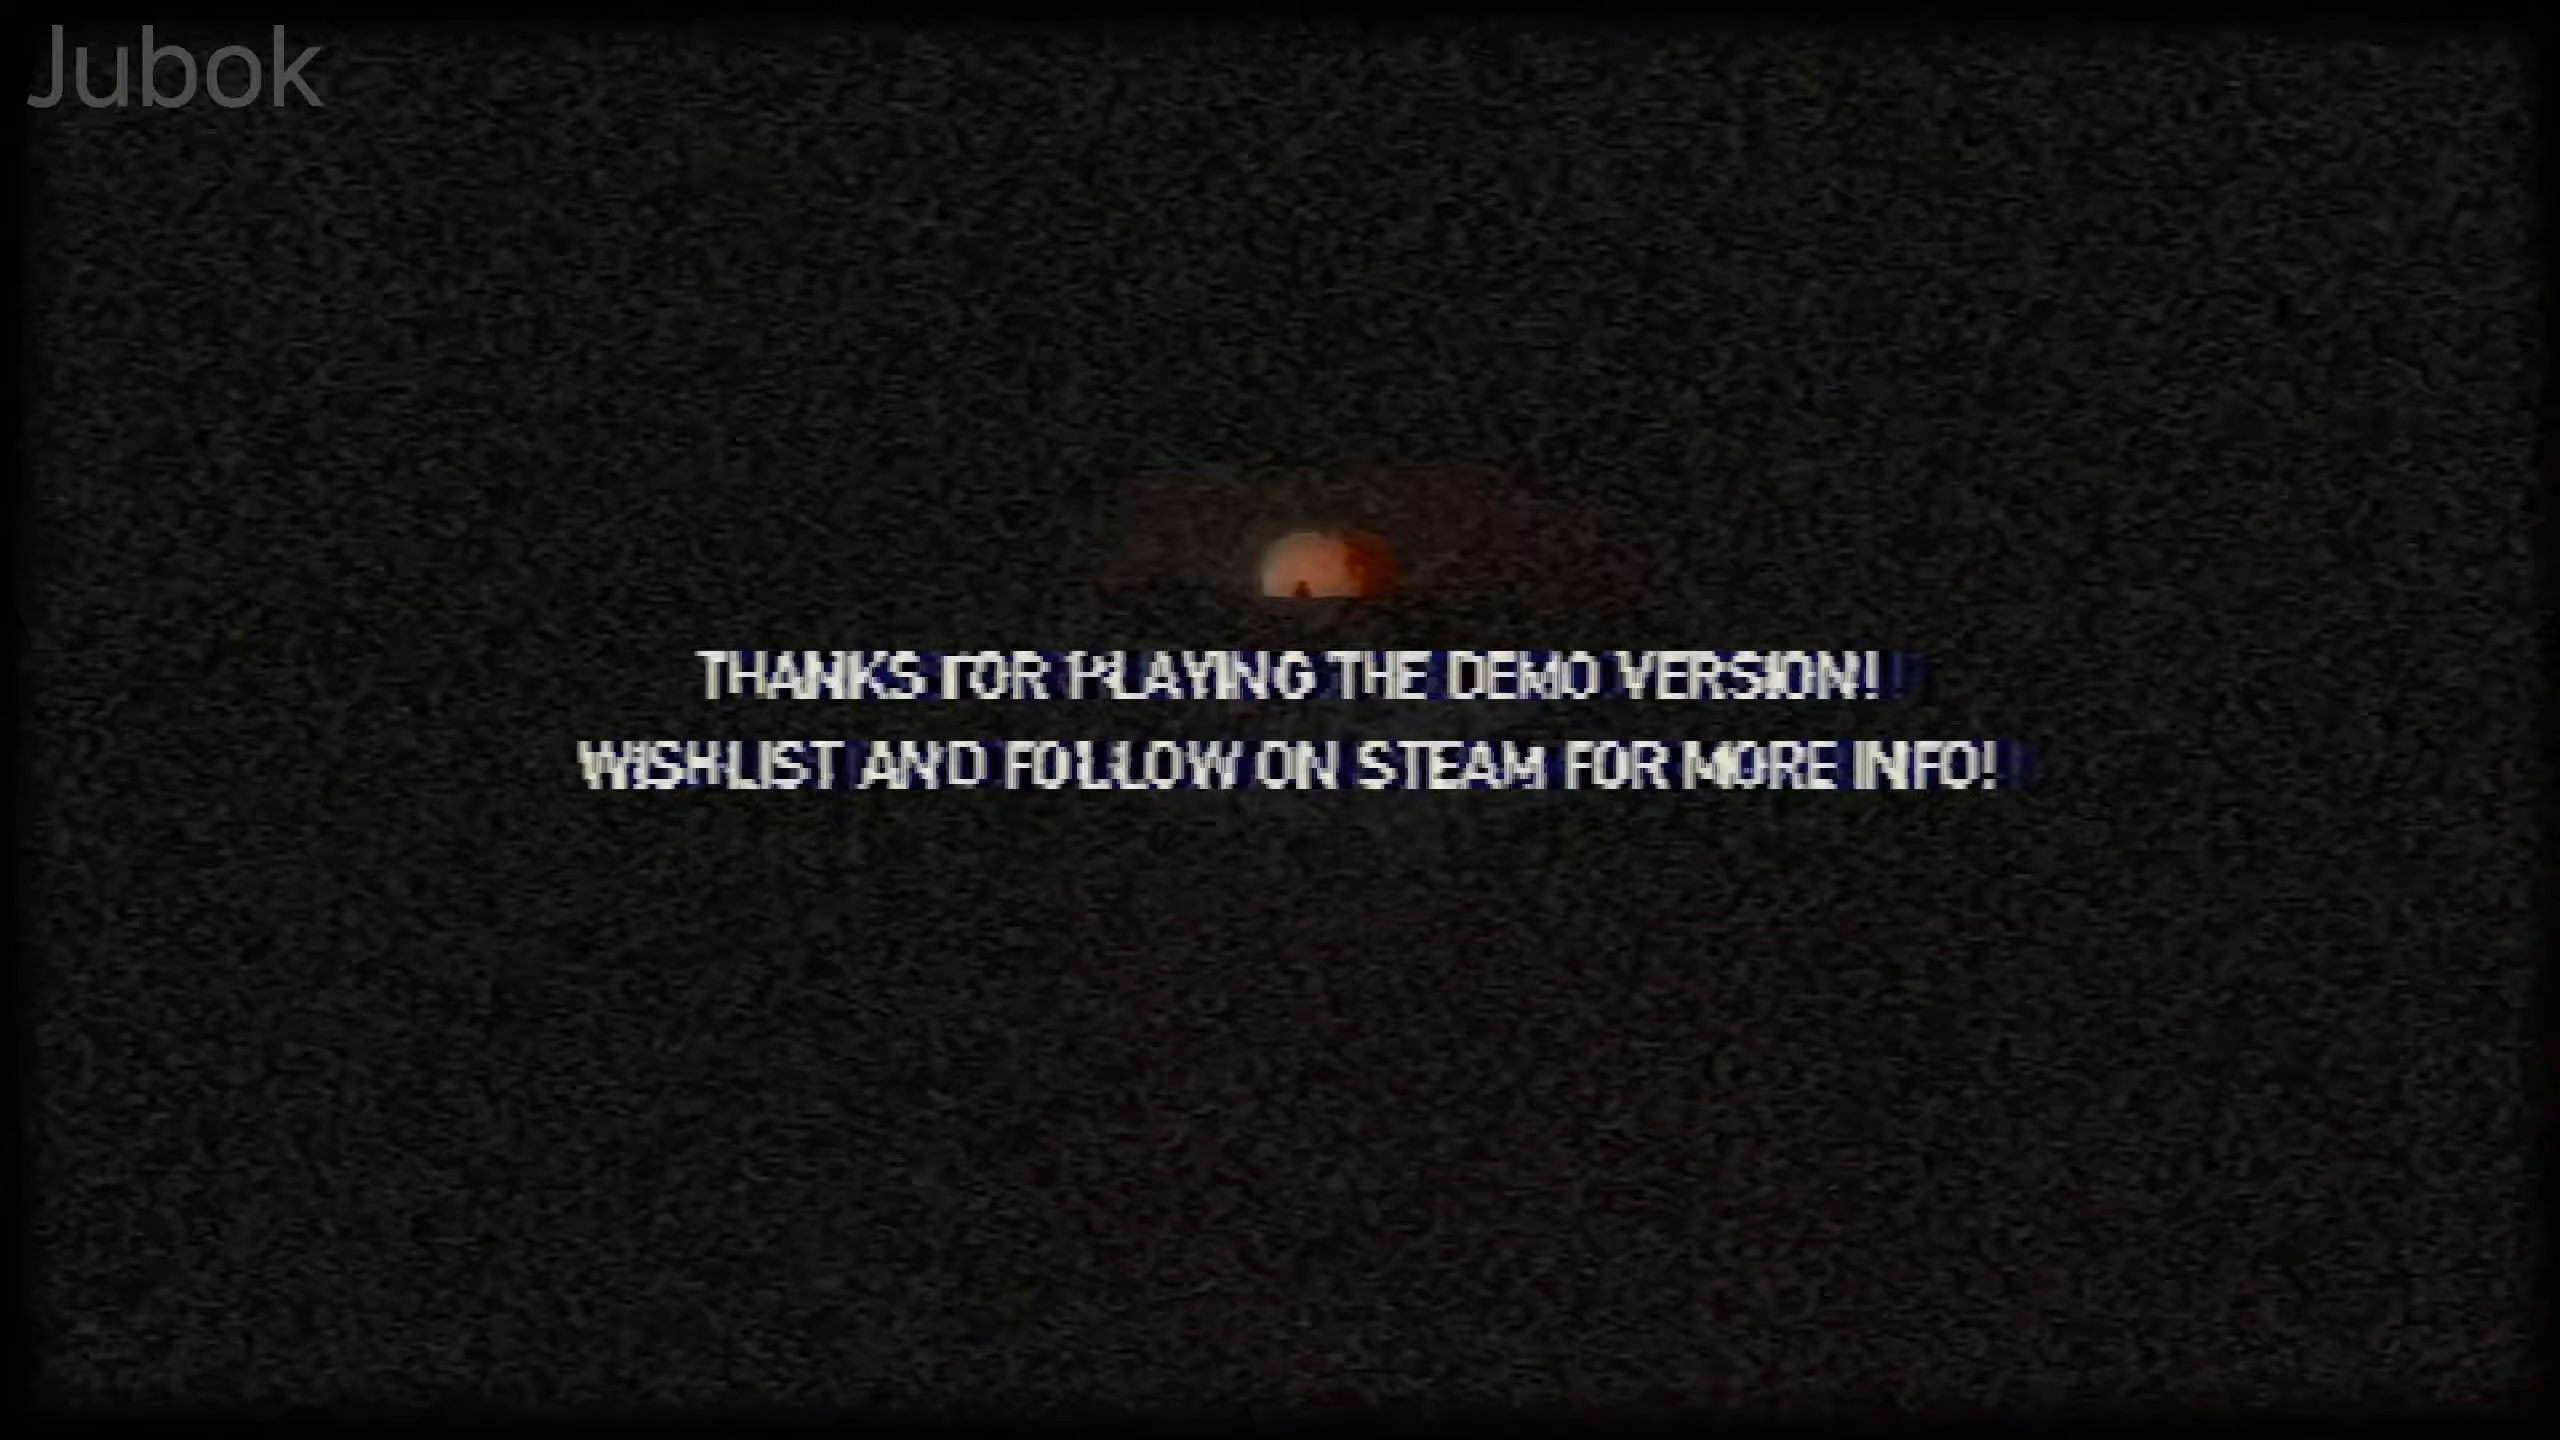 Jubok
THANKS FOR PLAYING THE DEMO VERSION!
WISHLIST AND FOLLOW ON STEAM FOR MORE INFO!